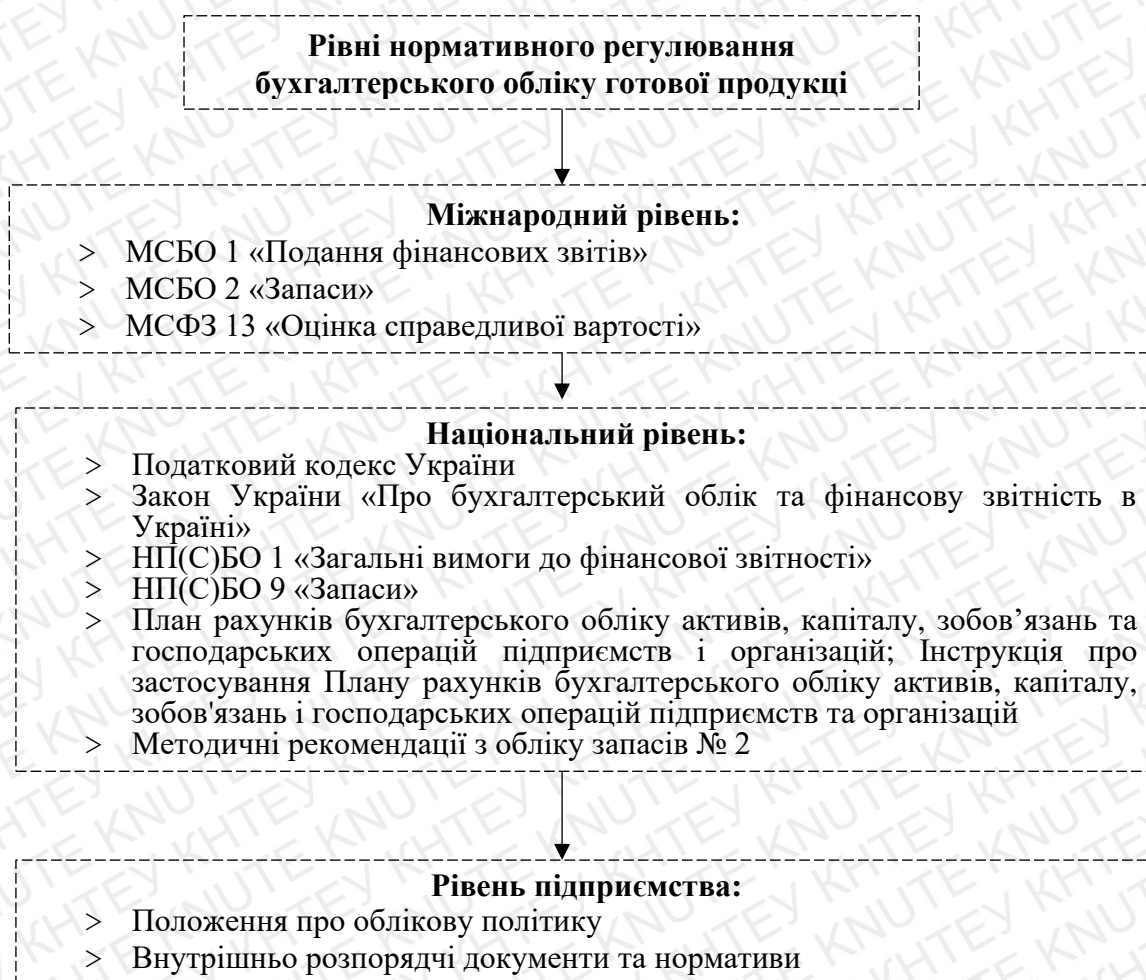 Рівні нормативного регулювання
бухгалтерського обліку готової продукці
Міжнародний рівень:
> МСБО 1 «Подання фінансових звітів»
> МСБО 2 «Запаси»
> МСФЗ 13 «Оцінка справедливої вартості»
Національний рівень:
> Податковий кодекс України
> Закон України «Про бухгалтерський облік та фінансову звітність в
Україні»
> НП(С)БО 1 «Загальні вимоги до фінансової звітності»
> НП(С)БО 9 «Запаси»
> План рахунків бухгалтерського обліку активів, капіталу, зобов’язань та
господарських операцій підприємств і організацій; Інструкція про
застосування Плану рахунків бухгалтерського обліку активів, капіталу,
зобов'язань і господарських операцій підприємств та організацій
> Методичні рекомендації з обліку запасів № 2
Рівень підприємства:
> Положення про облікову політику
> Внутрішньо розпорядчі документи та нормативи